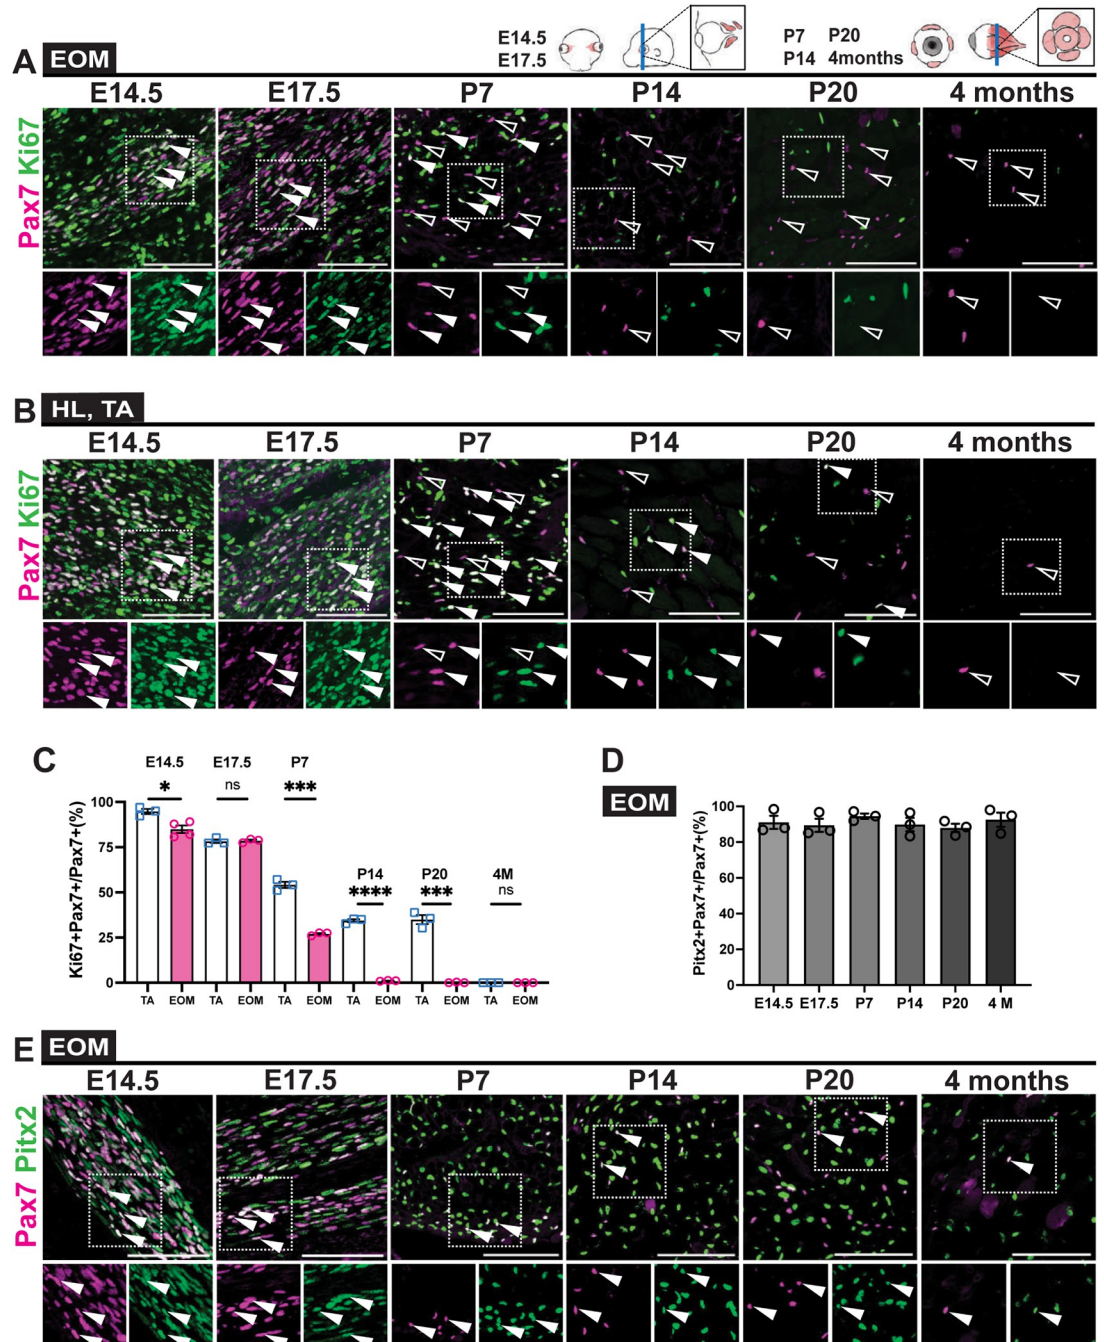 E14.5
E17.5
P7 P20
P14 4months
A EOM
E14.5 E17.5 P7 P14 P20 4 months
Pax7 Ki67
B HL, TA
E14.5 E17.5 P7 P14 P20 4 months
Pax7 Ki67
C
E14.5 E17.5 P7
* ns ***
P14 P20 4M
**** *** ns
Ki67+Pax7+/Pax7+(%)
100
75
50
25
0
TA EOM TA EOM TA EOM TA EOM TA EOM TA EOM
D
EOM
Pitx2+Pax7+/Pax7+(%)
100
80
60
40
20
0
E14.5 E17.5 P7 P14 P20 4 M
E EOM
E14.5 E17.5 P7 P14 P20 4 months
Pax7 Pitx2